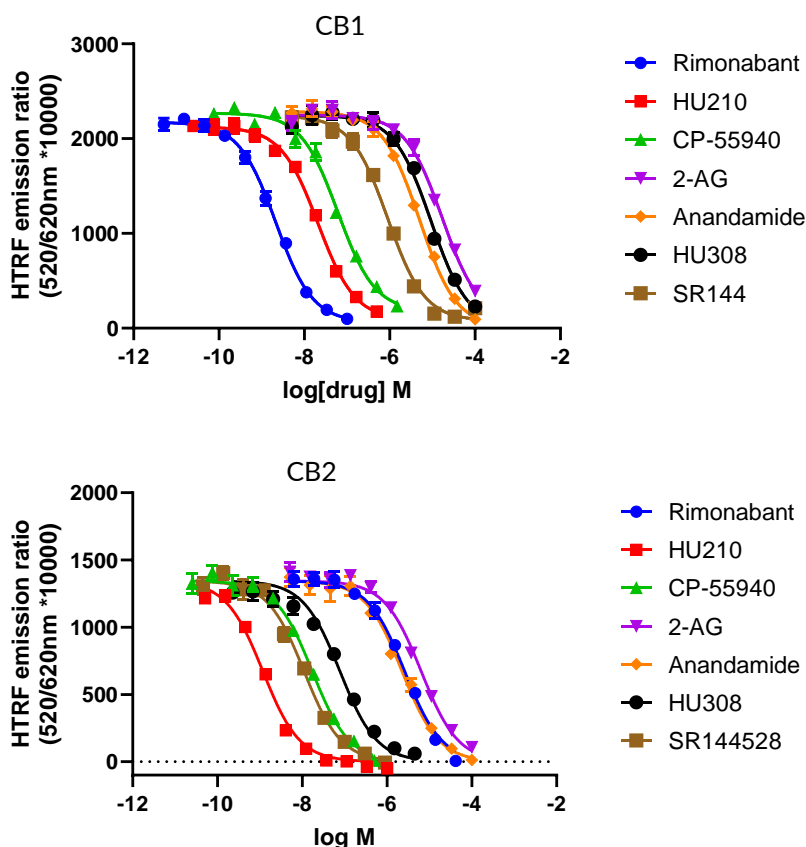 CB1
HTRF emission ratio
(520/620nm *10000)
3000
2000
1000
0
-12
-10
-8
-6
-4
-2
log[drug] M
Rimonabant
HU210
CP-55940
2-AG
Anandamide
HU308
SR144
CB2
HTRF emission ratio
(520/620nm *10000)
2000
1500
1000
500
0
-12
-10
-8
-6
-4
-2
log M
Rimonabant
HU210
CP-55940
2-AG
Anandamide
HU308
SR144528